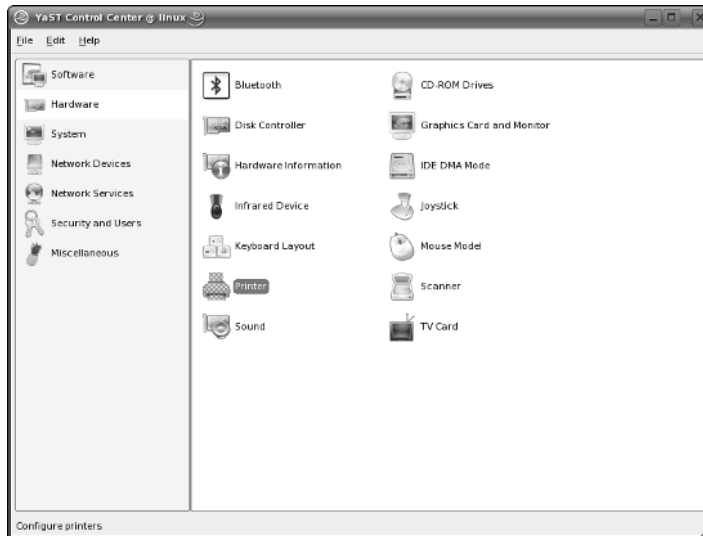 YaST Control Center @ linux
File Edit Help
Software
Hardware
System
Network Devices
Network Services
Security and Users
Miscellaneous
Bluetooth
CD-ROM Drives
Disk Controller
Graphics Card and Monitor
Hardware Information
IDE DMA Mode
Infrared Device
Joystick
Keyboard Layout
Mouse Model
Printer
Scanner
Sound
TV Card
Configure printers